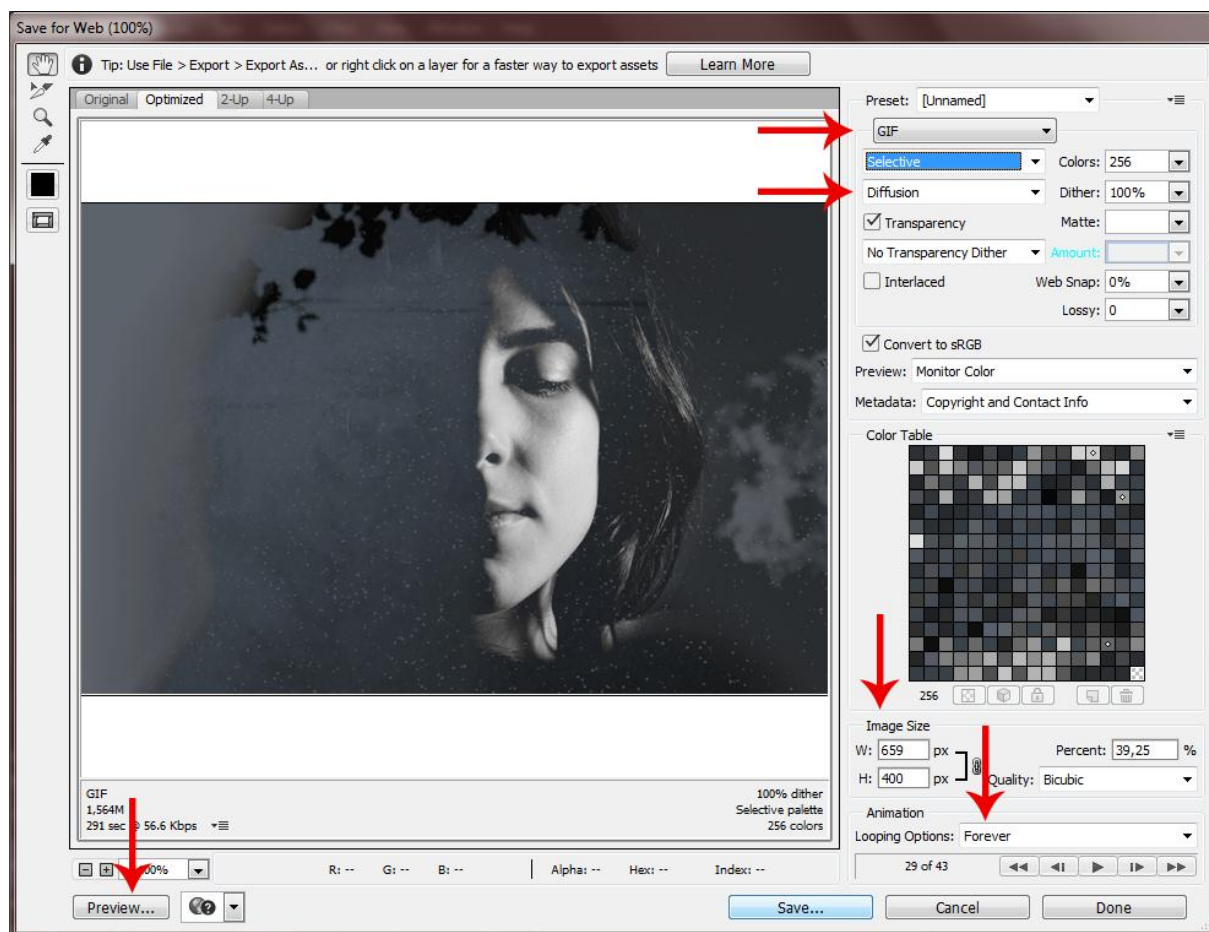 Save for Web (100%)
Tip: Use File > Export > Export As... or right click on a layer for a faster way to export assets Learn More
Original Optimized 2-Up 4-Up
Preset: [Unnamed]
GIF
Selective Colors: 256
Diffusion Dither: 100%
Transparency Matte:
No Transparency Dither Amount:
Interlaced Web Snap: 0%
Lossy: 0
Convert to sRGB
Preview: Monitor Color
Metadata: Copyright and Contact Info
Color Table
256
Image Size
W: 659 px Percent: 39,25 %
H: 400 px Quality: Bicubic
GIF 100% dither
1,564M Selective palette
291 sec @ 56.6 Kbps 256 colors
Animation
Looping Options: Forever
29 of 43
R: -- G: -- B: -- Alpha: -- Hex: -- Index: --
Preview... Save... Cancel Done